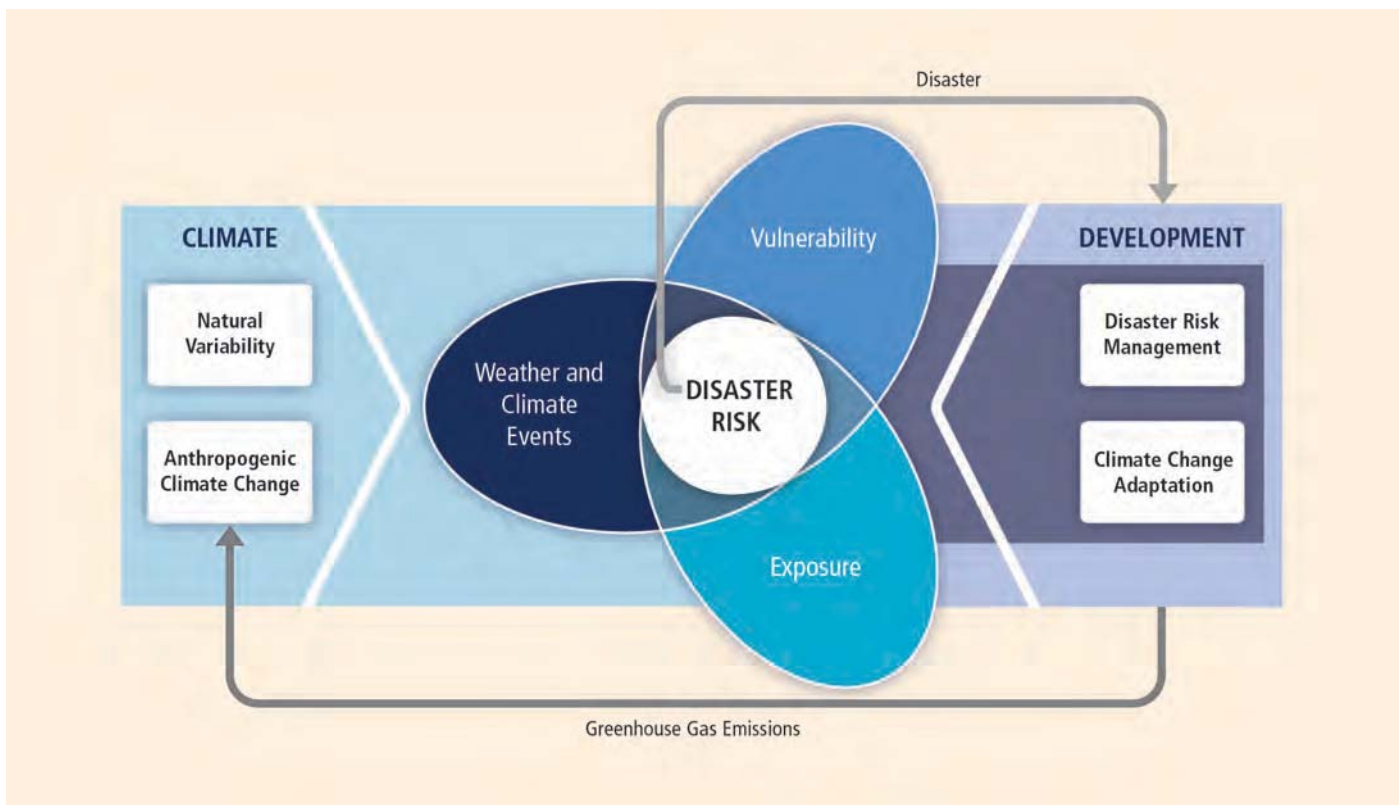 Disaster
CLIMATE
Natural
Variability
Anthropogenic
Climate Change
Weather and
Climate
Events
Vulnerability
DISASTER
RISK
Exposure
DEVELOPMENT
Disaster Risk
Management
Climate Change
Adaptation
Greenhouse Gas Emissions